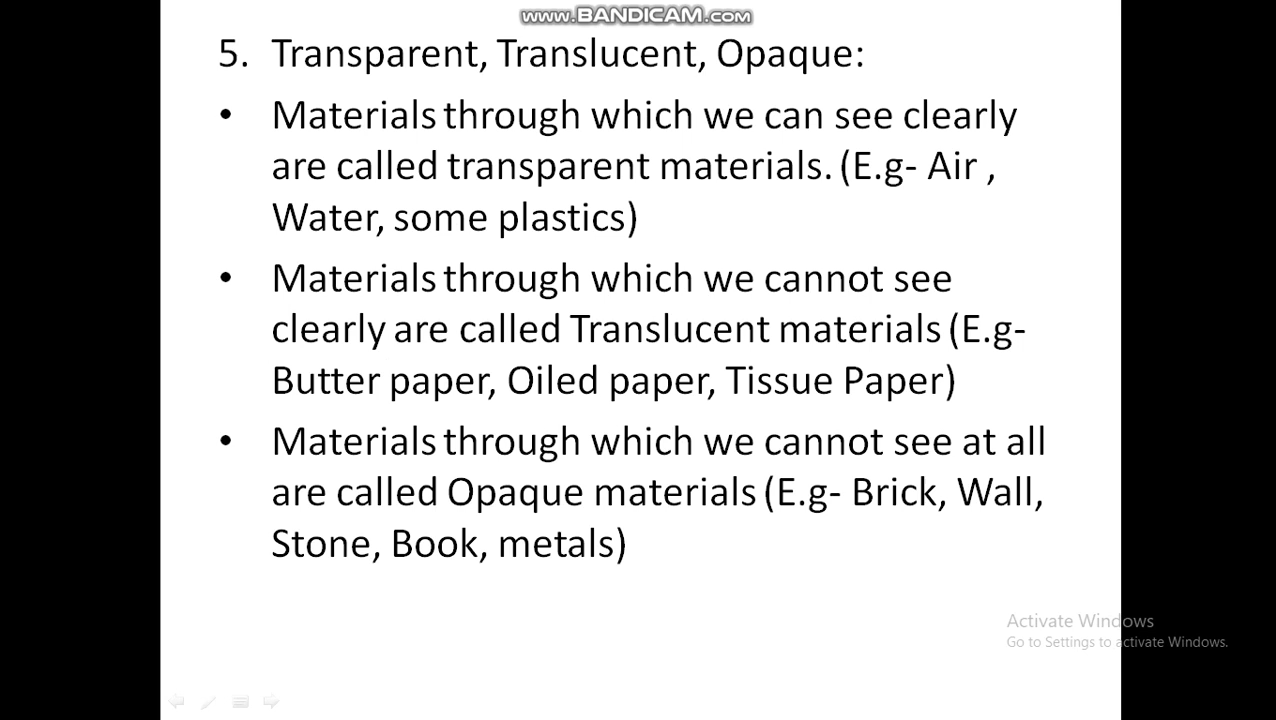 www.BANDICAM.com
5. Transparent, Translucent, Opaque:
• Materials through which we can see clearly
are called transparent materials. (E.g- Air ,
Water, some plastics)
• Materials through which we cannot see
clearly are called Translucent materials (E.g-
Butter paper, Oiled paper, Tissue Paper)
• Materials through which we cannot see at all
are called Opaque materials (E.g- Brick, Wall,
Stone, Book, metals)
Activate Windows
Go to Settings to activate Windows.